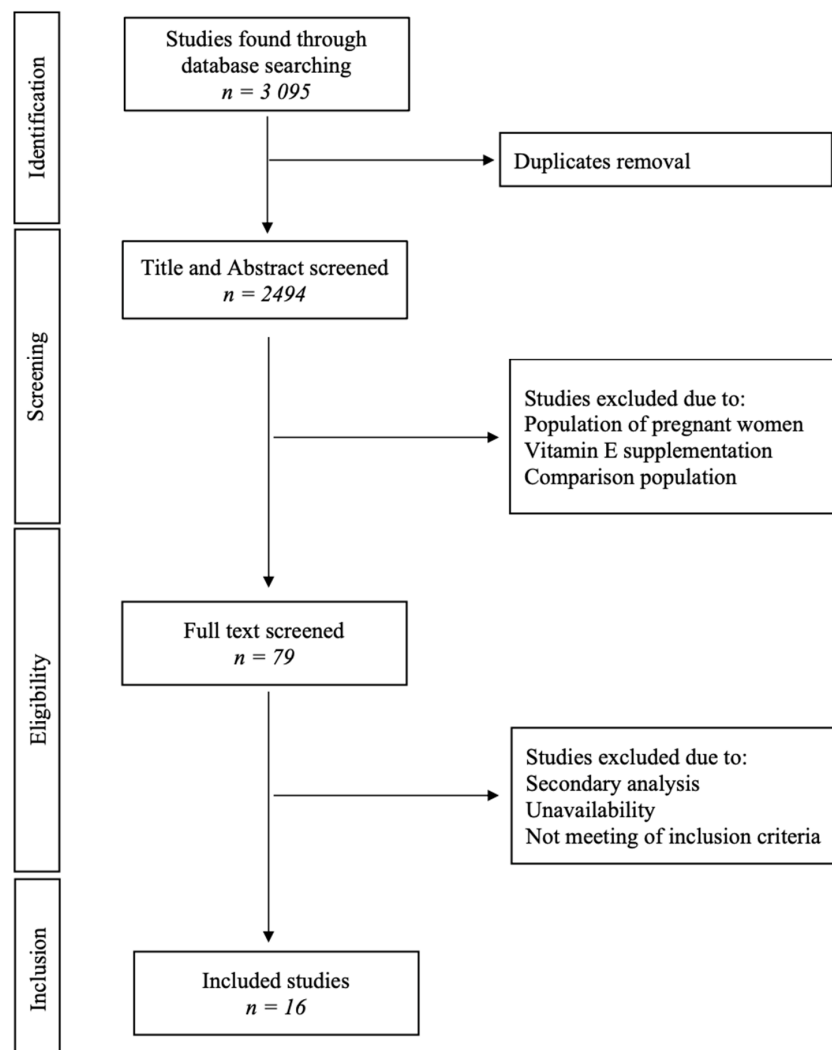 Identification
Studies found through
database searching
n = 3 095
Duplicates removal
Screening
Title and Abstract screened
n = 2494
Studies excluded due to:
Population of pregnant women
Vitamin E supplementation
Comparison population
Eligibility
Full text screened
n = 79
Studies excluded due to:
Secondary analysis
Unavailability
Not meeting of inclusion criteria
Inclusion
Included studies
n = 16